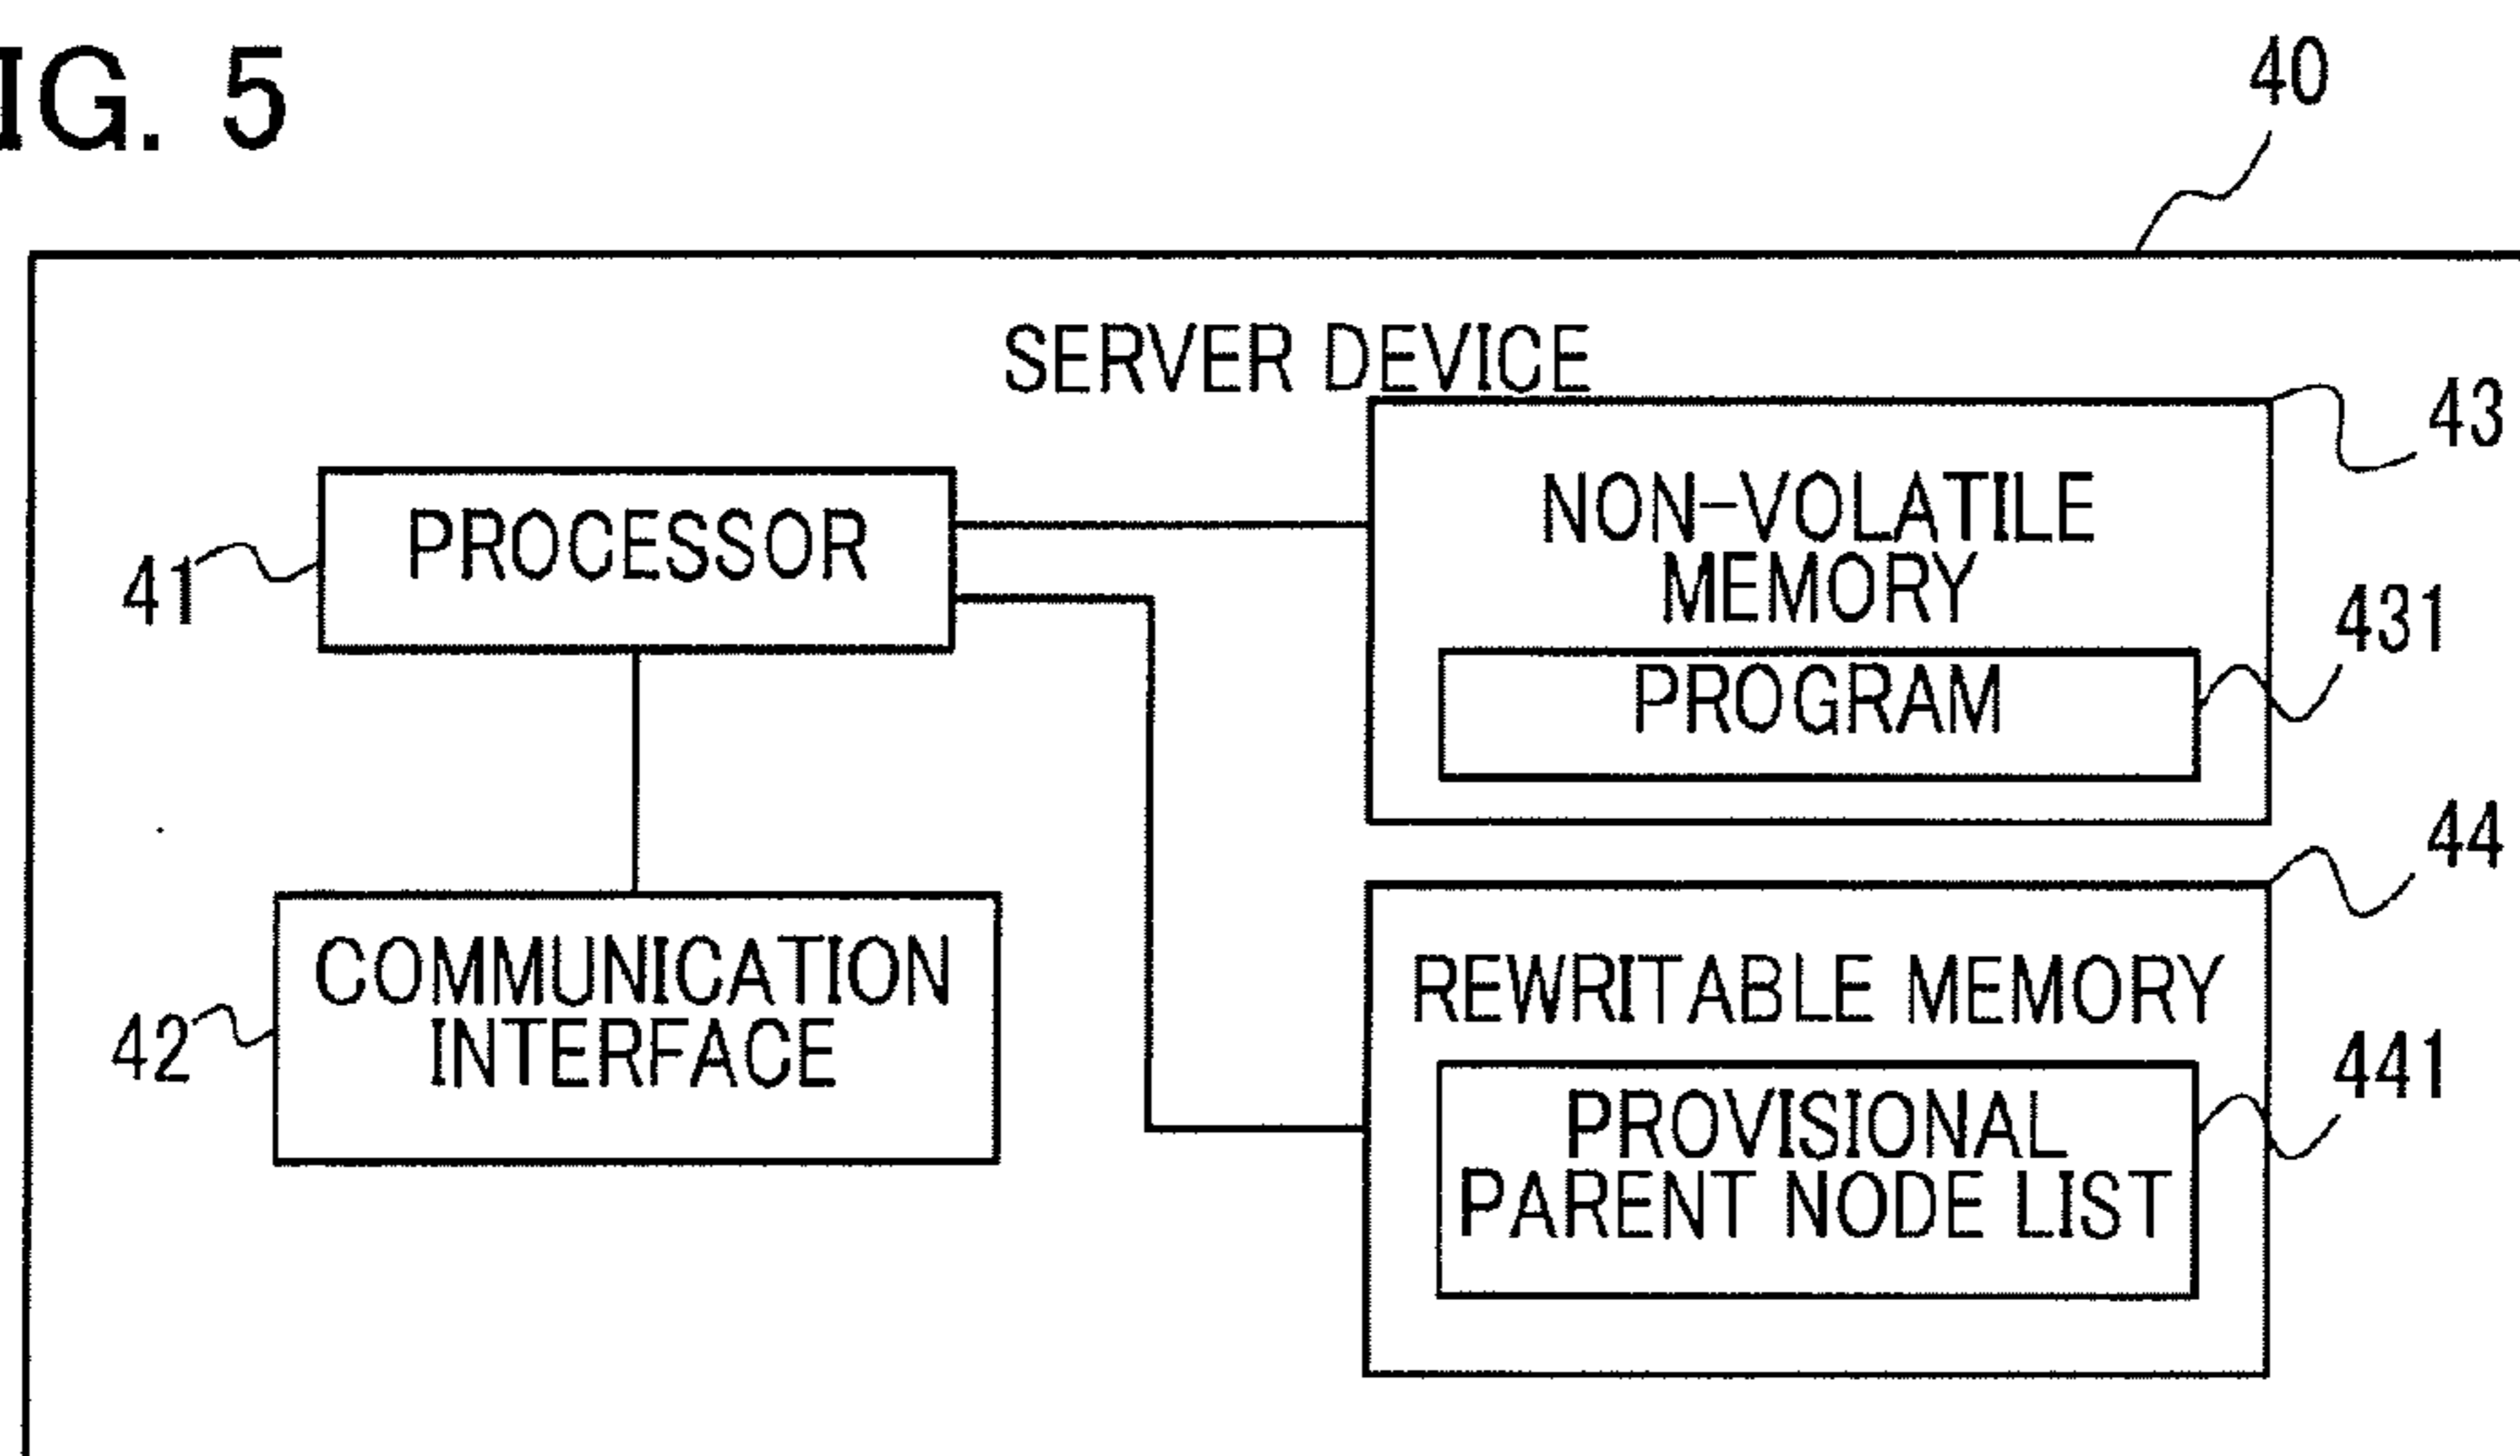 IG. 5
40
SERVER DEVICE
43
NON-VOLATILE
MEMORY
PROCESSOR
41
431
PROGRAM
44
COMMUNICATION
INTERFACE
42
REWRITABLE MEMORY
441
PROVISIONAL
PARENT NODE LIST